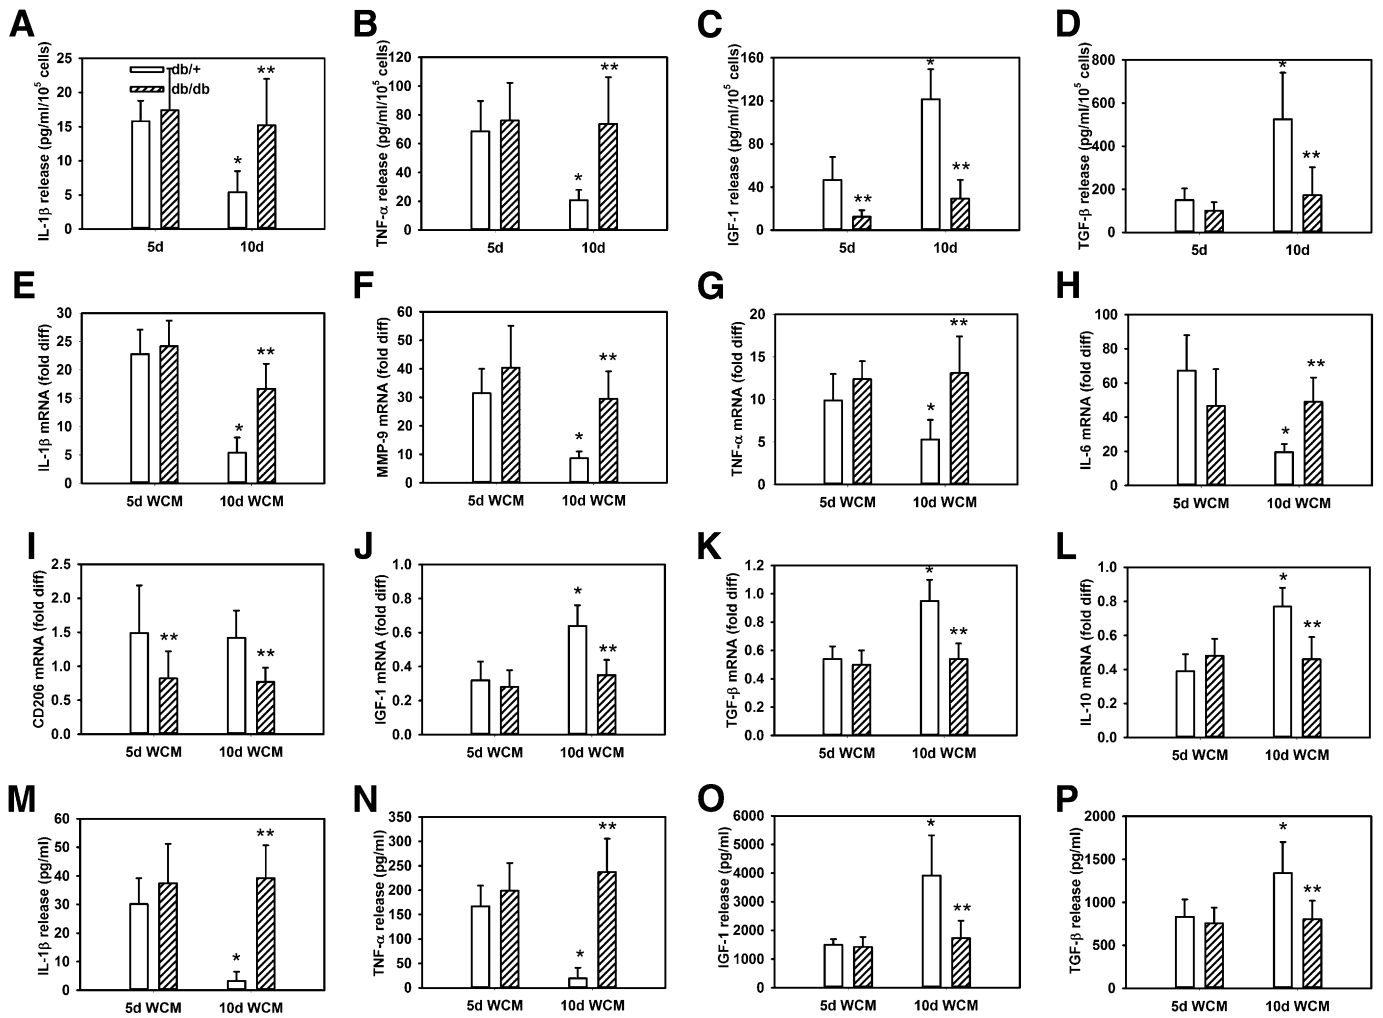 A
IL-1β release (pg/ml/10⁵ cells)
25
20
15
10
5
0
db/+
db/db
**
*
5d
10d
B
TNF-α release (pg/ml/10⁵ cells)
120
100
80
60
40
20
0
**
*
5d
10d
C
IGF-1 release (pg/ml/10⁵ cells)
160
120
80
40
0
*
**
**
5d
10d
D
TGF-β release (pg/ml/10⁵ cells)
800
600
400
200
0
*
**
5d
10d
E
IL-1β mRNA (fold diff)
30
25
20
15
10
5
0
**
*
5d WCM
10d WCM
F
MMP-9 mRNA (fold diff)
60
50
40
30
20
10
0
**
*
5d WCM
10d WCM
G
TNF-α mRNA (fold diff)
20
15
10
5
0
**
*
5d WCM
10d WCM
H
IL-6 mRNA (fold diff)
100
80
60
40
20
0
**
*
5d WCM
10d WCM
I
CD206 mRNA (fold diff)
2.5
2.0
1.5
1.0
0.5
0.0
**
**
5d WCM
10d WCM
J
IGF-1 mRNA (fold diff)
1.0
0.8
0.6
0.4
0.2
0.0
*
**
5d WCM
10d WCM
K
TGF-β mRNA (fold diff)
1.2
1.0
0.8
0.6
0.4
0.2
0.0
*
**
5d WCM
10d WCM
L
IL-10 mRNA (fold diff)
1.0
0.8
0.6
0.4
0.2
0.0
*
**
5d WCM
10d WCM
M
IL-1β release (pg/ml)
60
50
40
30
20
10
0
**
*
5d WCM
10d WCM
N
TNF-α release (pg/ml)
350
300
250
200
150
100
50
0
**
*
5d WCM
10d WCM
O
IGF-1 release (pg/ml)
6000
5000
4000
3000
2000
1000
0
*
**
5d WCM
10d WCM
P
TGF-β release (pg/ml)
2000
1500
1000
500
0
*
**
5d WCM
10d WCM